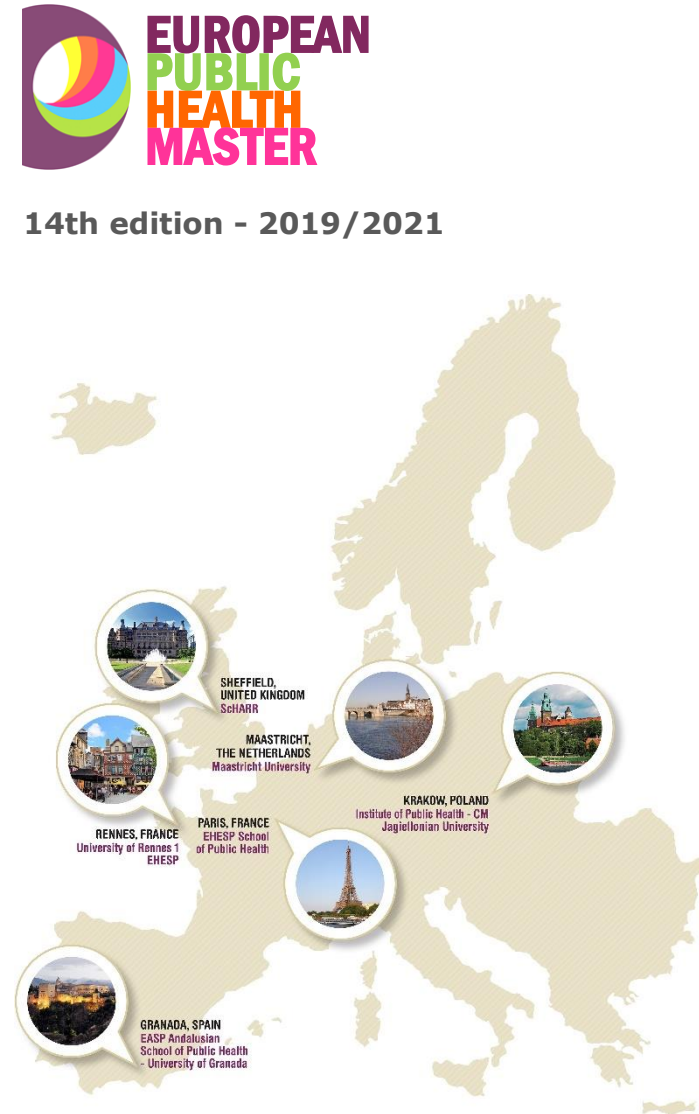 EUROPEAN
PUBLIC
HEALTH
MASTER
14th edition - 2019/2021
SHEFFIELD,
UNITED KINGDOM
ScHARR
MAASTRICHT,
THE NETHERLANDS
Maastricht University
KRAKOW, POLAND
Institute of Public Health - CM
Jagiellonian University
RENNES, FRANCE
University of Rennes 1
EHESP
PARIS, FRANCE
EHESP School
of Public Health
GRANADA, SPAIN
EASP Andalusian
School of Public Health
- University of Granada